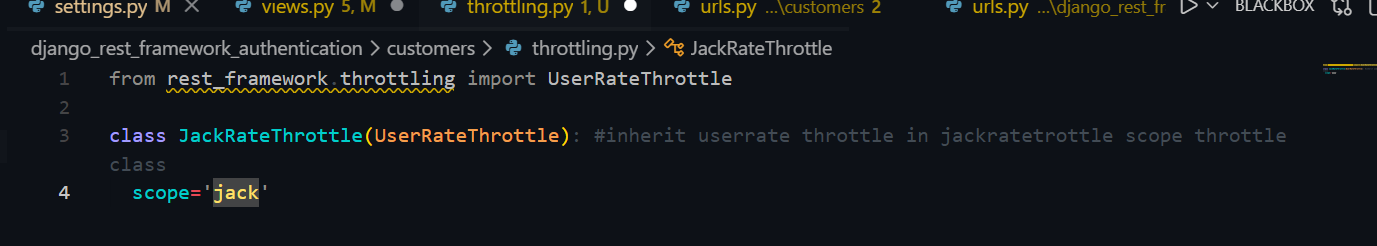 settings.py M views.py 5, M throttling.py 1, U urls.py ...\customers 2 urls.py ...\django_rest_fr BLACKBOX
django_rest_framework_authentication > customers > throttling.py > JackRateThrottle
1 from rest_framework.throttling import UserRateThrottle
2
3 class JackRateThrottle(UserRateThrottle): #inherit userrate throttle in jackratetrottle scope throttle
class
4 scope='jack'